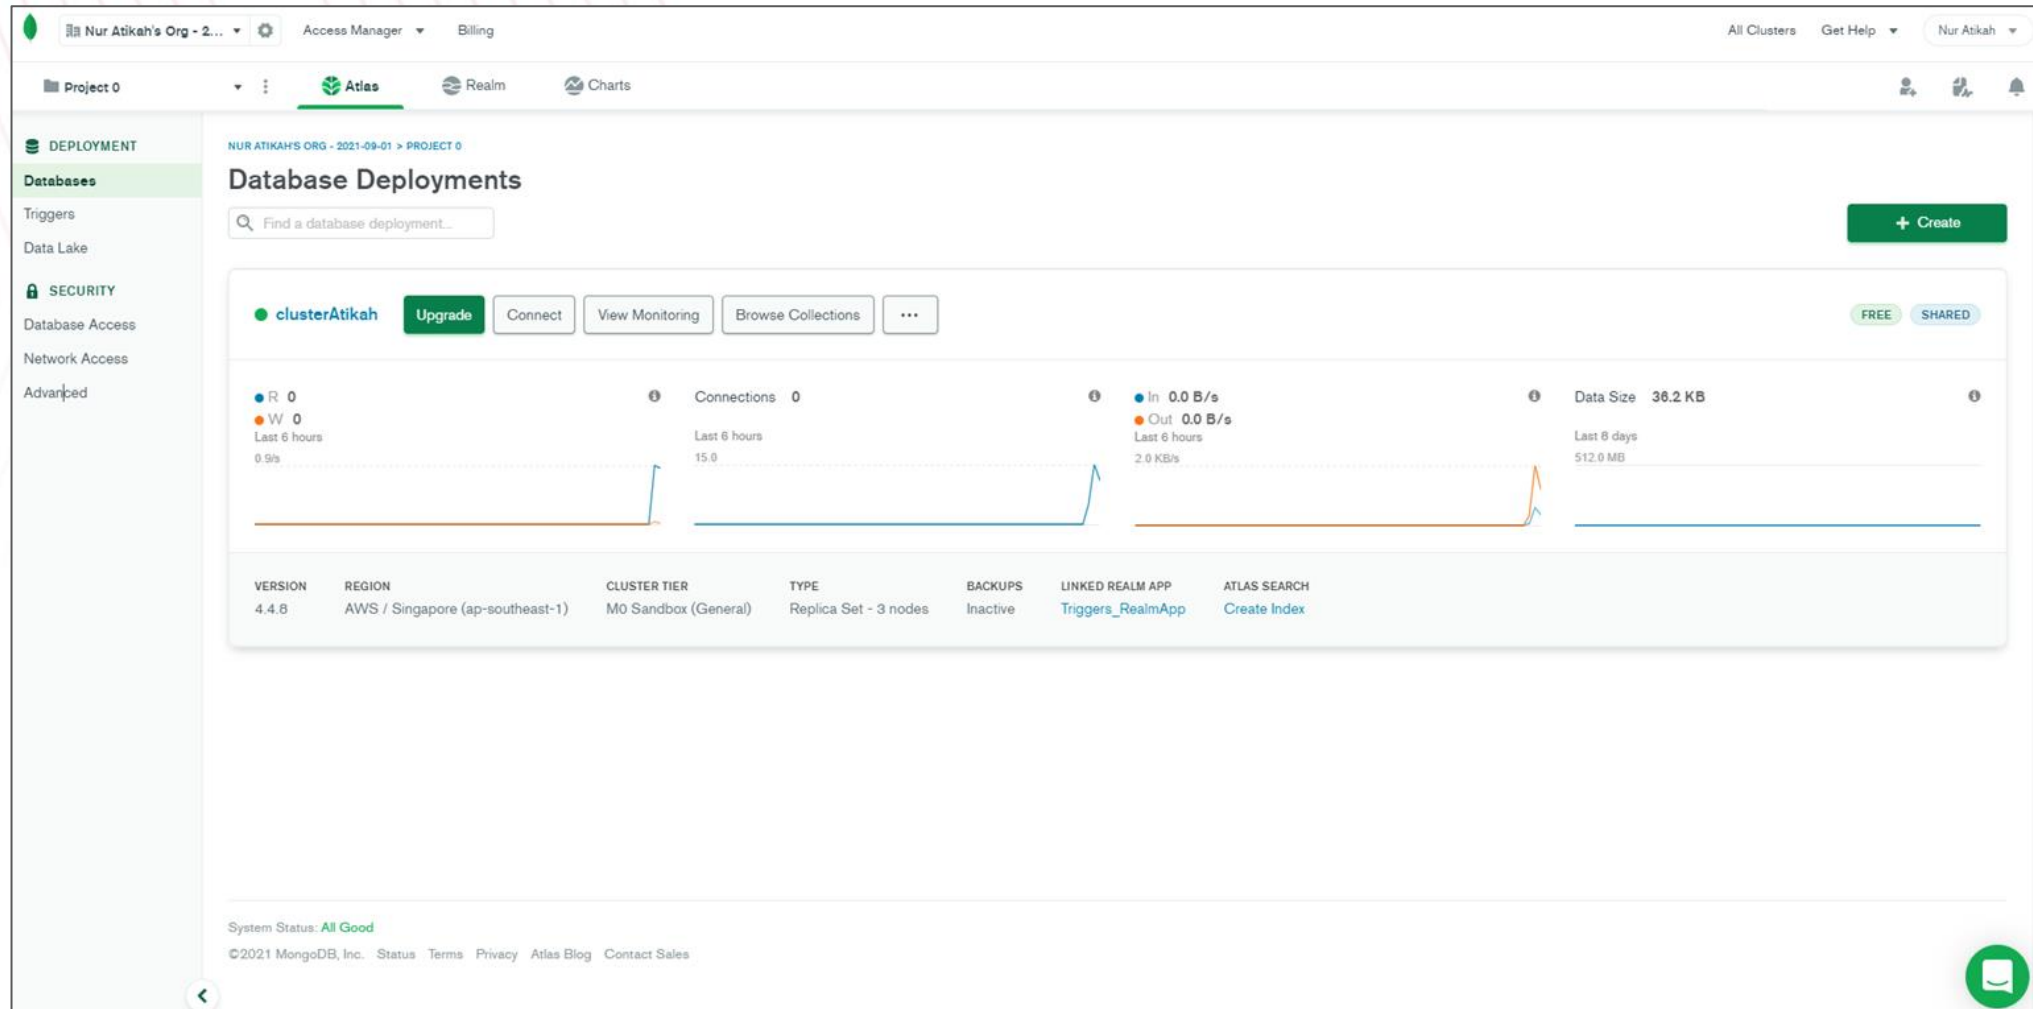 Nur Atikah's Org - 2... Access Manager Billing All Clusters Get Help Nur Atikah
Project 0 Atlas Realm Charts
DEPLOYMENT
Databases
Triggers
Data Lake
SECURITY
Database Access
Network Access
Advanced
NUR ATIKAH'S ORG - 2021-09-01 > PROJECT 0
Database Deployments
Find a database deployment...
+ Create
clusterAtikah Upgrade Connect View Monitoring Browse Collections ... FREE SHARED
R 0
W 0
Last 6 hours
0.9/s
Connections 0
Last 6 hours
15.0
In 0.0 B/s
Out 0.0 B/s
Last 6 hours
2.0 KB/s
Data Size 36.2 KB
Last 8 days
512.0 MB
VERSION REGION CLUSTER TIER TYPE BACKUPS LINKED REALM APP ATLAS SEARCH
4.4.8 AWS / Singapore (ap-southeast-1) M0 Sandbox (General) Replica Set - 3 nodes Inactive Triggers_RealmApp Create Index
System Status: All Good
©2021 MongoDB, Inc. Status Terms Privacy Atlas Blog Contact Sales